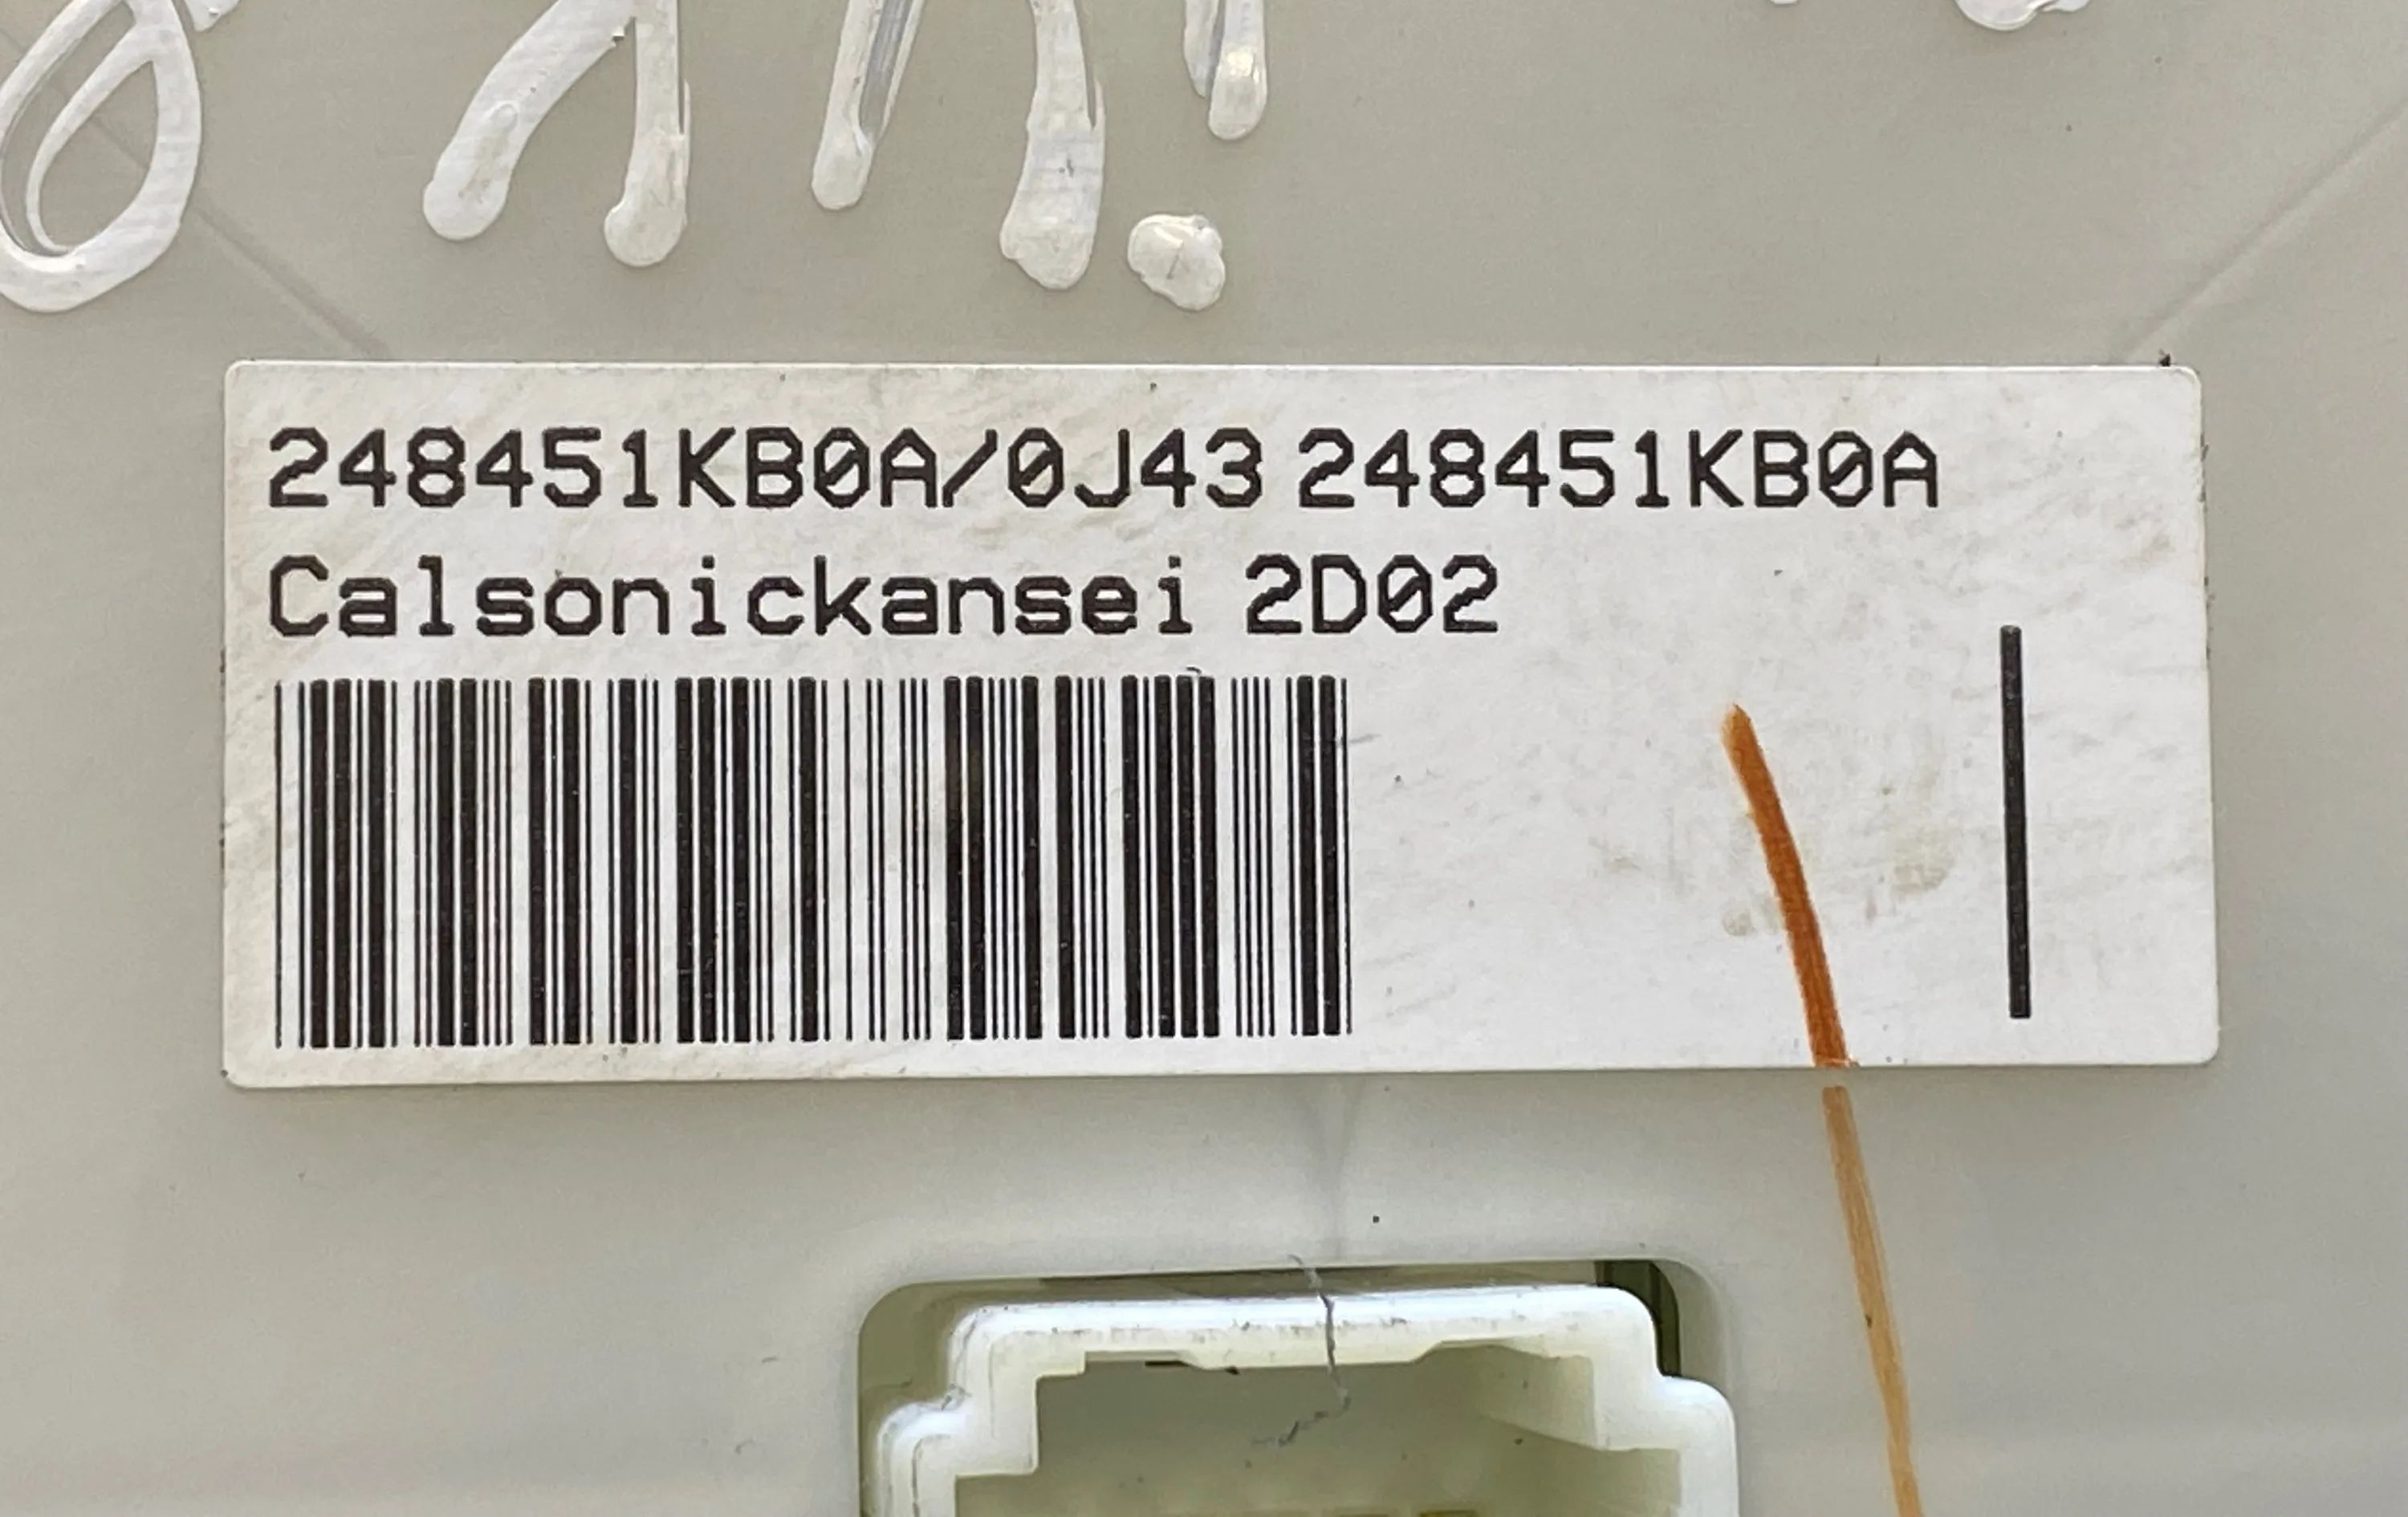 248451KB0A/0J43 248451KB0A
Calsonickansei 2D02